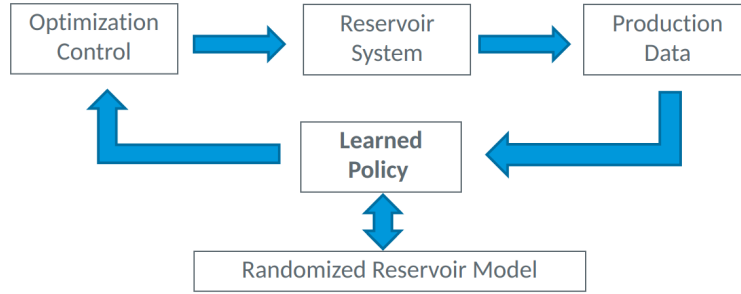 Optimization
Control
Reservoir
System
Production
Data
Learned
Policy
Randomized Reservoir Model